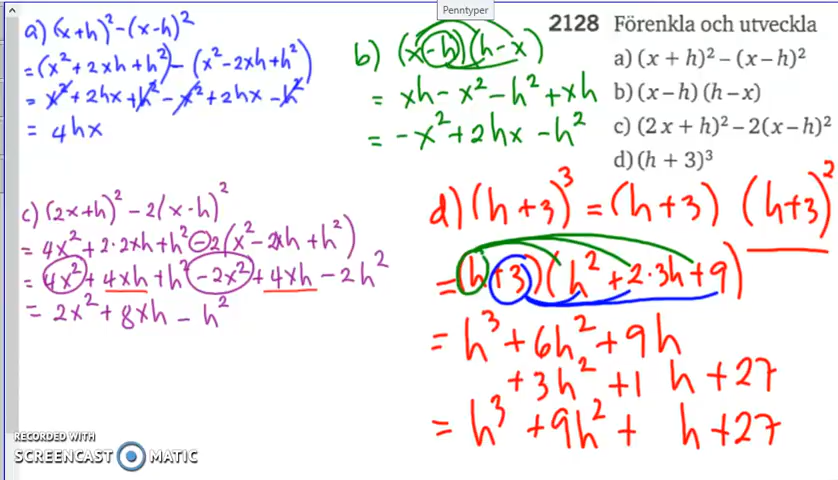 Penntyper
2128 Förenkla och utveckla
a) (x + h)² – (x – h)²
b) (x – h) (h – x)
c) (2x + h)² – 2(x – h)²
d) (h + 3)³
a) (x+h)² – (x-h)²
= (x² + 2xh + h²) – (x² – 2xh + h²)
= x² + 2hx + h² – x² + 2hx – h²
= 4hx
b) (x–h)(h–x)
= xh – x² – h² + xh
= –x² + 2hx – h²
c) (2x+h)² – 2(x-h)²
= 4x² + 2·2xh + h² – 2(x² – 2xh + h²)
= 4x² + 4xh + h² – 2x² + 4xh – 2h²
= 2x² + 8xh – h²
d) (h+3)³ = (h+3) (h+3)²
= (h+3)(h² + 2·3h + 9)
= h³ + 6h² + 9h
+ 3h² + 1 h + 27
= h³ + 9h² + h + 27
RECORDED WITH
SCREENCAST MATIC